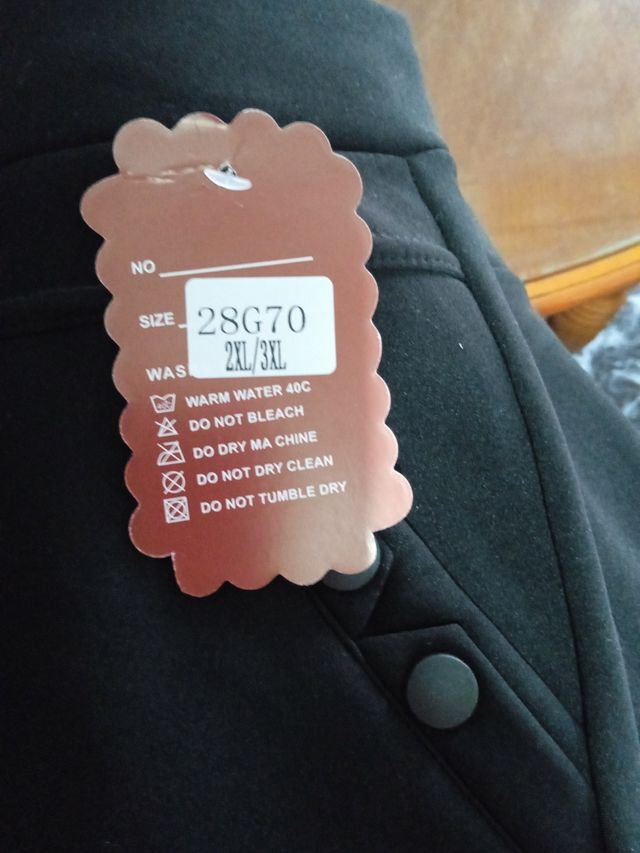 NO
SIZE
28G70
2XL/3XL
WAS
WARM WATER 40C
DO NOT BLEACH
DO DRY MA CHINE
DO NOT DRY CLEAN
DO NOT TUMBLE DRY